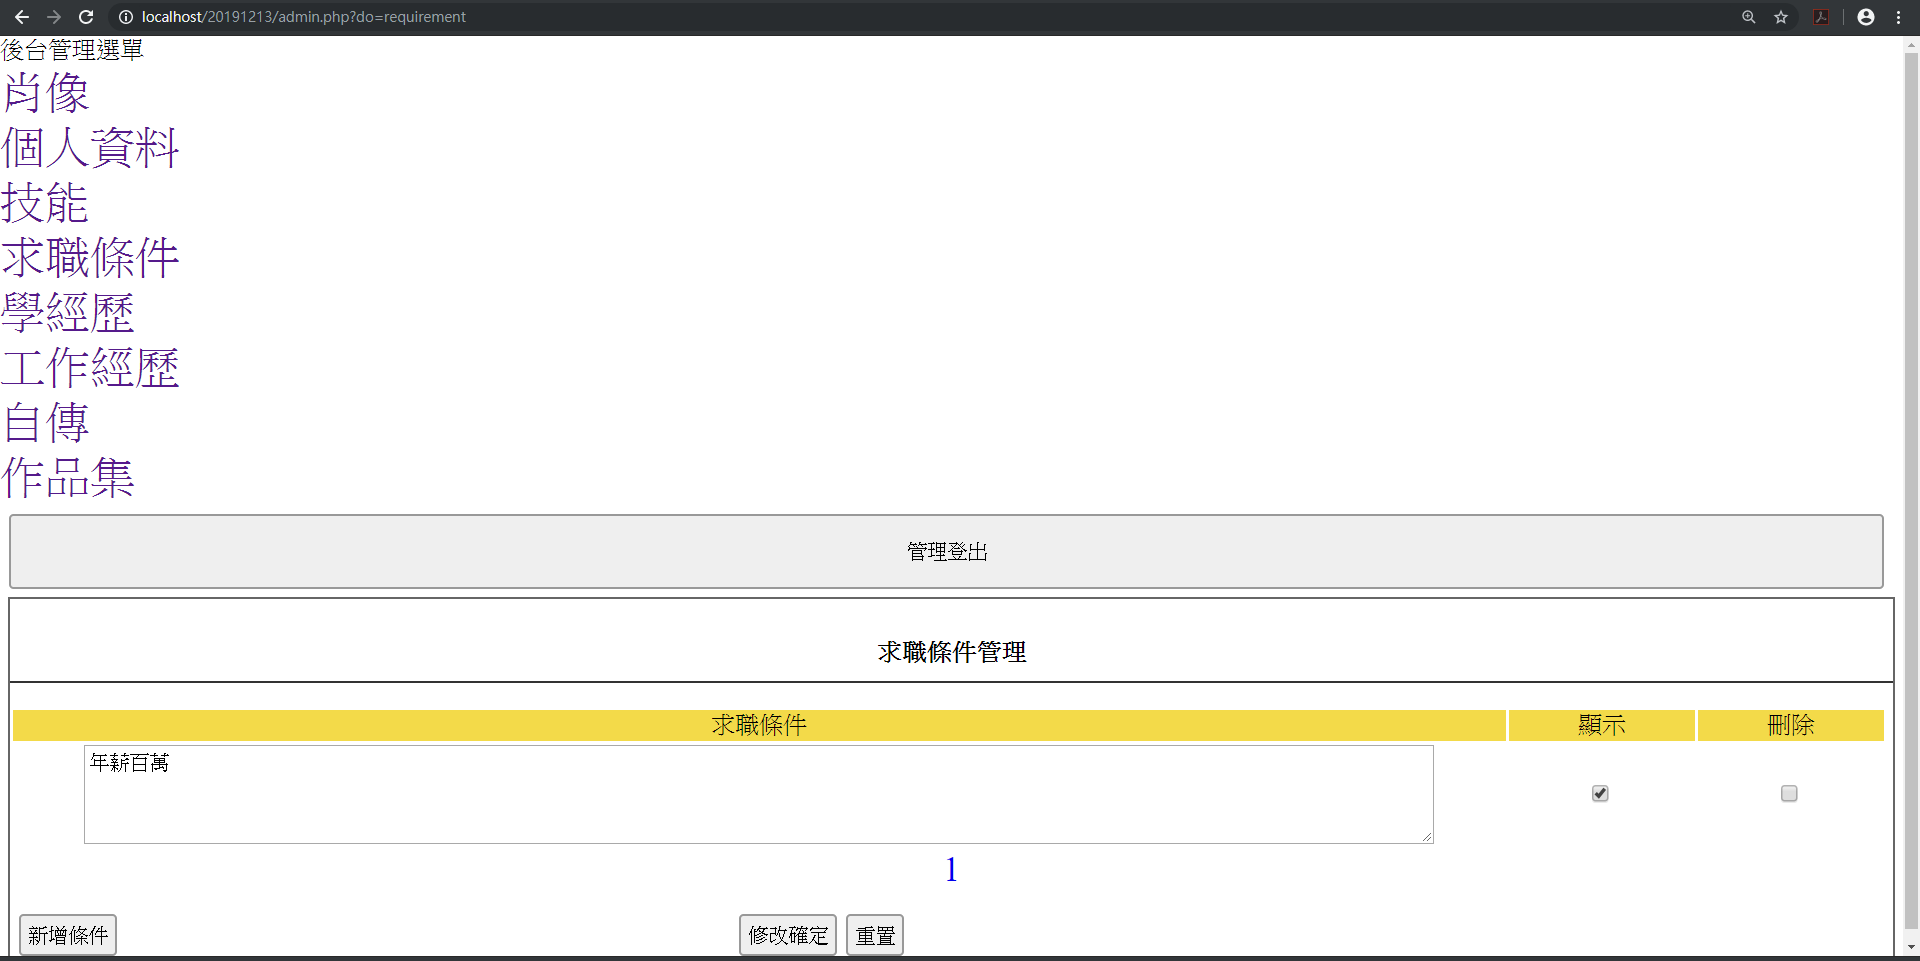 localhost/20191213/admin.php?do=requirement
後台管理選單
肖像
個人資料
技能
求職條件
學經歷
工作經歷
自傳
作品集
管理登出
求職條件管理
求職條件 顯示 刪除
年薪百萬
1
新增條件 修改確定 重置